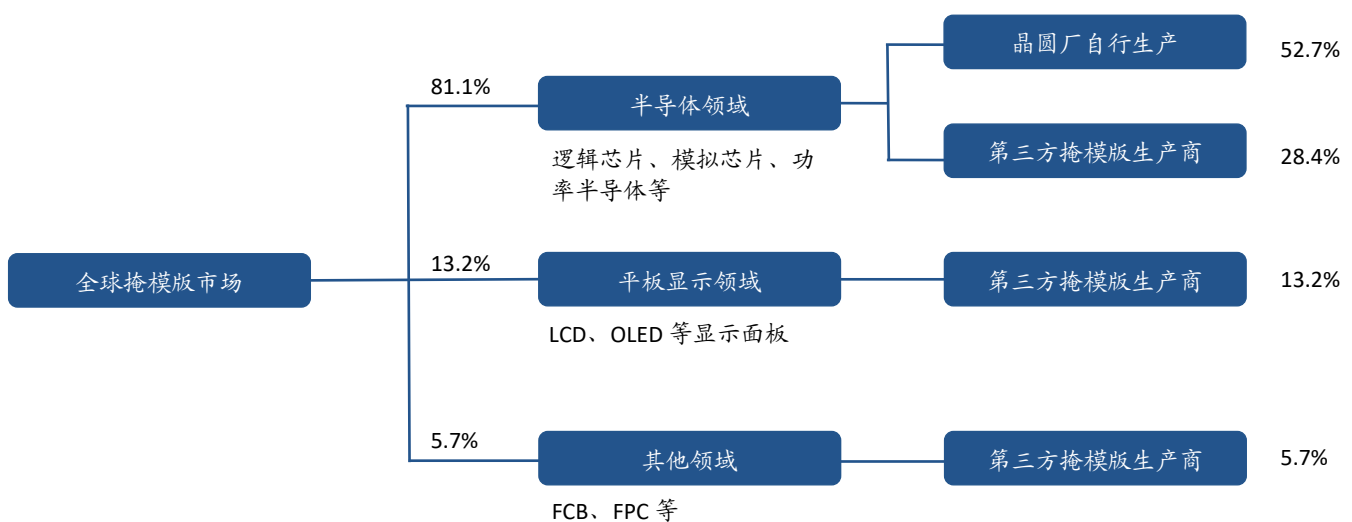 晶圆厂自行生产
52.7%
81.1%
半导体领域
逻辑芯片、模拟芯片、功
率半导体等
第三方掩模版生产商
28.4%
全球掩模版市场
13.2%
平板显示领域
LCD、OLED 等显示面板
第三方掩模版生产商
13.2%
5.7%
其他领域
FCB、FPC 等
第三方掩模版生产商
5.7%